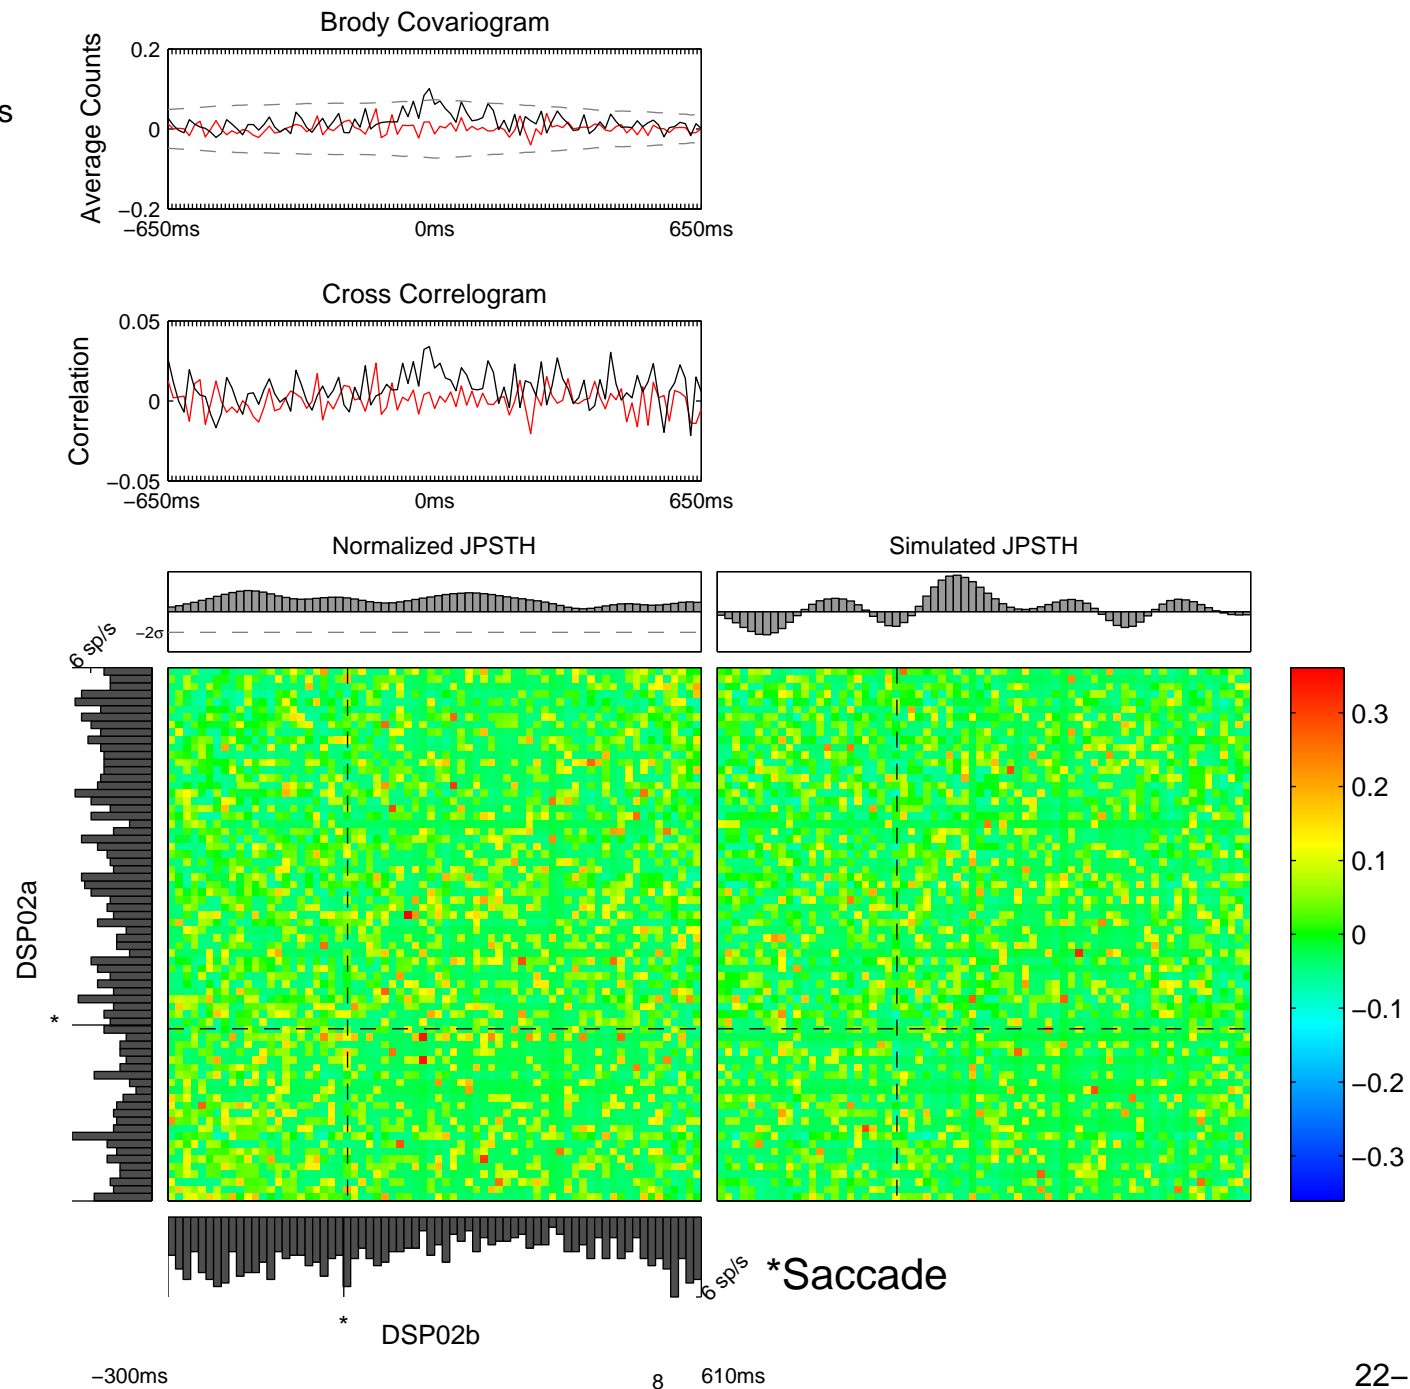 Brody Covariogram
s
Average Counts
0.2
0
−0.2
−650ms
0ms
650ms
Cross Correlogram
Correlation
0.05
0
−0.05
−650ms
0ms
650ms
Normalized JPSTH
Simulated JPSTH
−2σ
6 sp/s
DSP02a
*
0.3
0.2
0.1
0
−0.1
−0.2
−0.3
6 sp/s
*Saccade
*
DSP02b
−300ms
8
610ms
22−